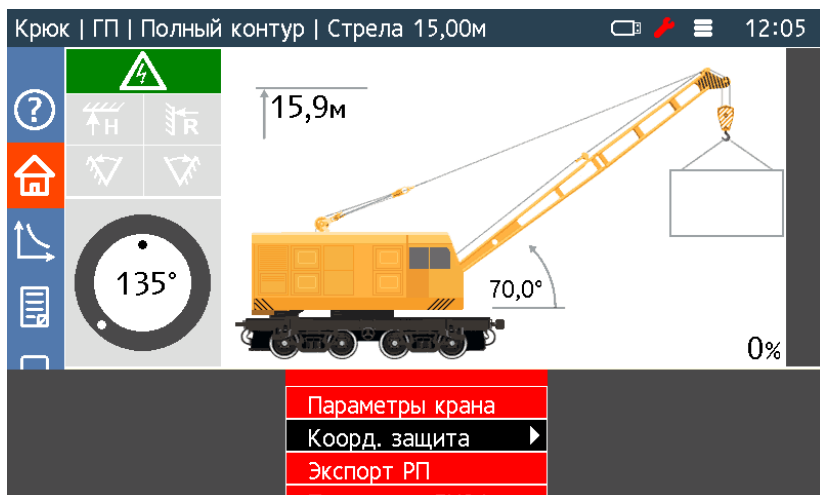 Крюк | ГП | Полный контур | Стрела 15,00м 12:05
?
15,9м
H
R
135°
70,0°
0%
Параметры крана
Коорд. защита
Экспорт РП